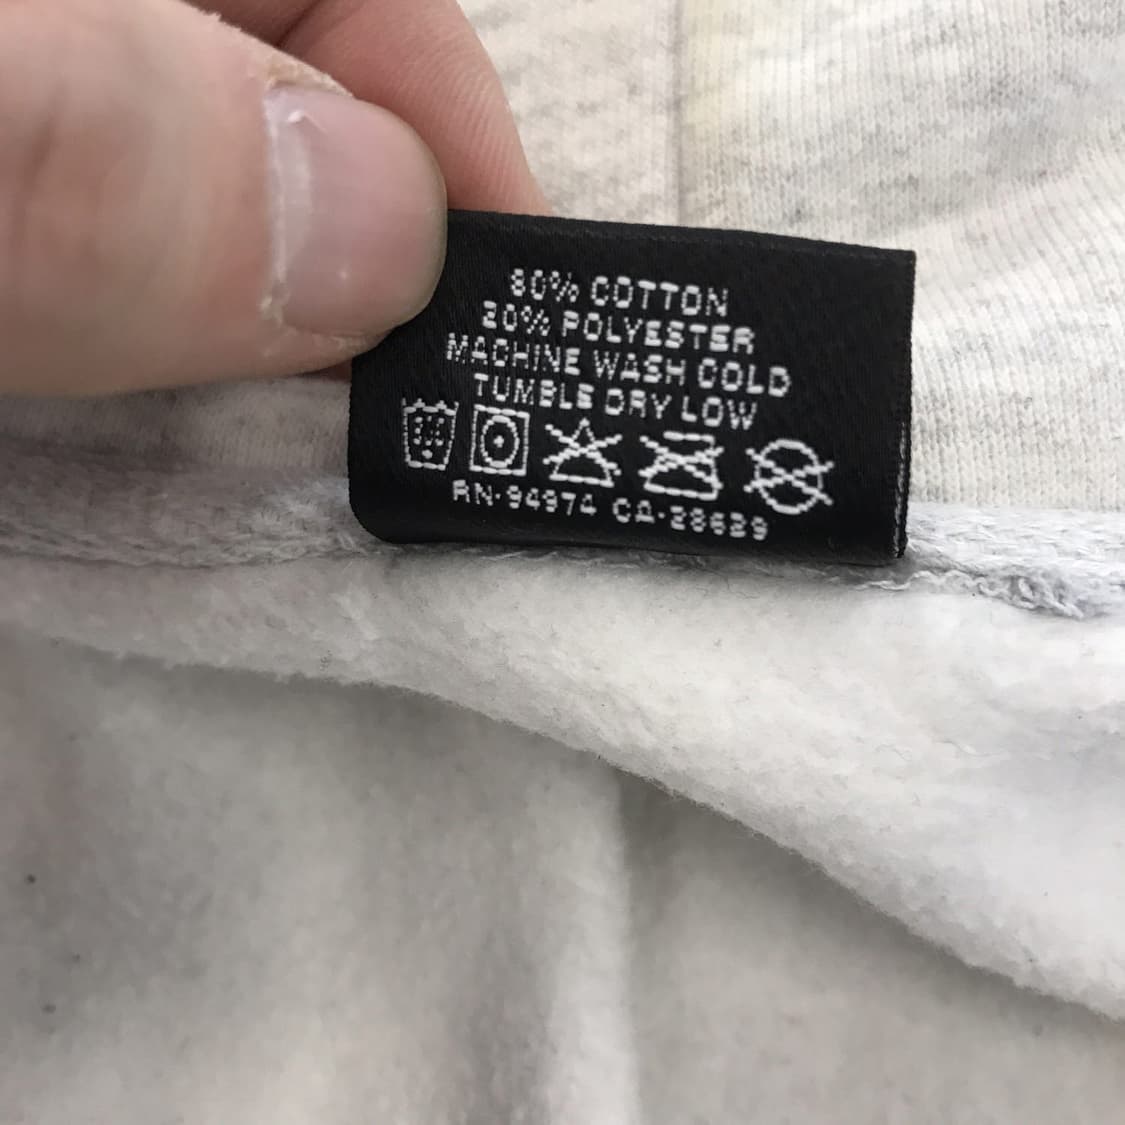 80% COTTON
20% POLYESTER
MACHINE WASH COLD
TUMBLE DRY LOW
RN-94974 CA-28629